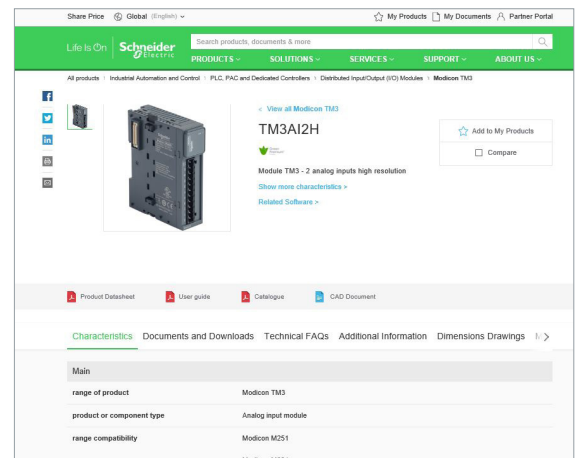 Share Price Global (English) My Products My Documents Partner Portal
Life Is On Schneider Electric
Search products, documents & more
PRODUCTS SOLUTIONS SERVICES SUPPORT ABOUT US
All products Industrial Automation and Control PLC, PAC and Dedicated Controllers Distributed Input/Output (I/O) Modules Modicon TM3
< View all Modicon TM3
TM3AI2H
Add to My Products
Compare
Module TM3 - 2 analog inputs high resolution
Show more characteristics >
Related Software >
Product Datasheet User guide Catalogue CAD Document
Characteristics Documents and Downloads Technical FAQs Additional Information Dimensions Drawings
Main
range of product Modicon TM3
product or component type Analog input module
range compatibility Modicon M251